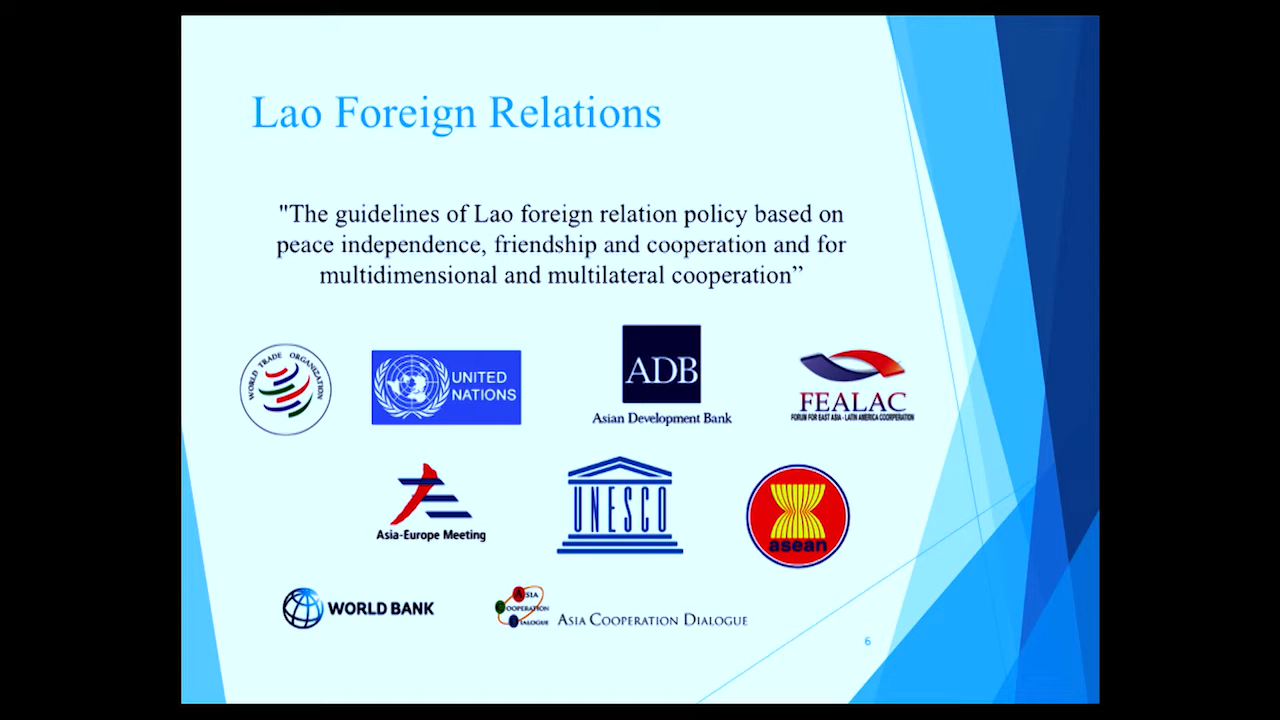 Lao Foreign Relations
"The guidelines of Lao foreign relation policy based on
peace independence, friendship and cooperation and for
multidimensional and multilateral cooperation”
WORLD TRADE ORGANIZATION
UNITED
NATIONS
ADB
Asian Development Bank
FEALAC
FORUM FOR EAST ASIA - LATIN AMERICA COORPERATION
Asia-Europe Meeting
UNESCO
asean
WORLD BANK
ASIA
COOPERATION
DIALOGUE
ASIA COOPERATION DIALOGUE
6